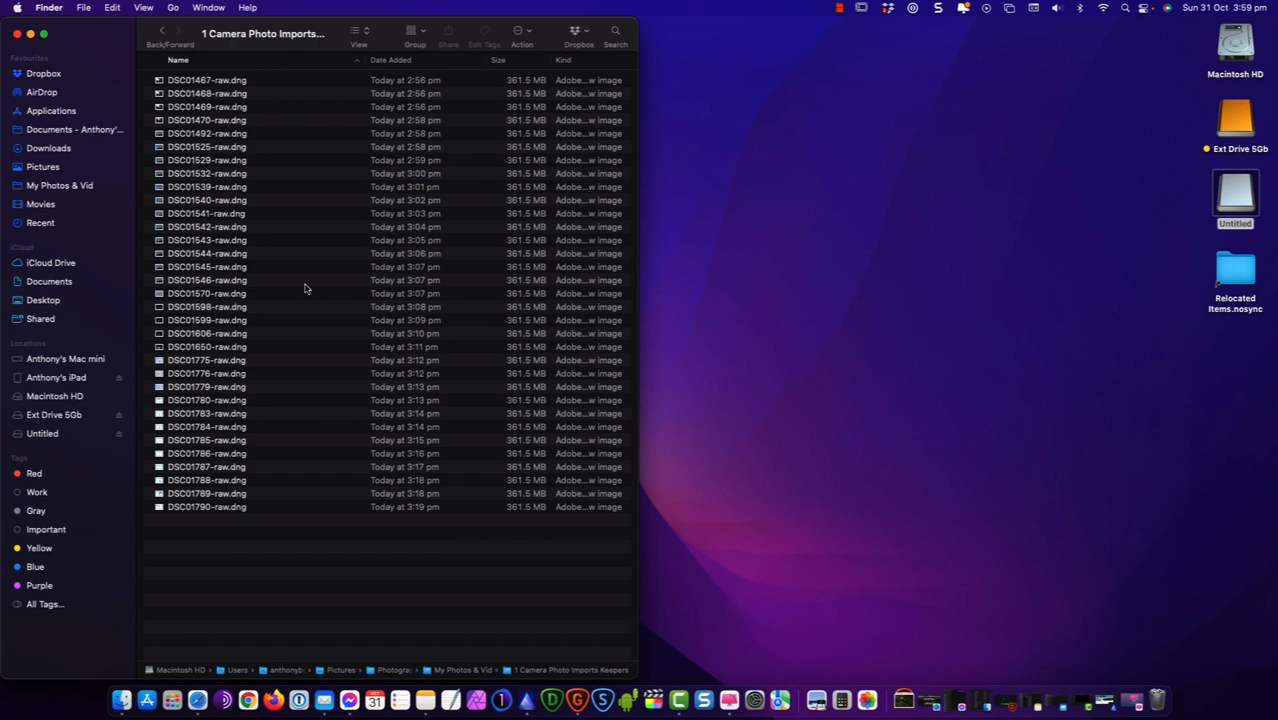 Finder File Edit View Go Window Help
Sun 31 Oct 3:59 pm
1 Camera Photo Imports...
Back/Forward View Group Share Edit Tags Action Dropbox Search
Name Date Added Size Kind
DSC01467-raw.dng Today at 2:56 pm 361.5 MB Adobe...w image
DSC01468-raw.dng Today at 2:56 pm 361.5 MB Adobe...w image
DSC01469-raw.dng Today at 2:56 pm 361.5 MB Adobe...w image
DSC01470-raw.dng Today at 2:58 pm 361.5 MB Adobe...w image
DSC01492-raw.dng Today at 2:58 pm 361.5 MB Adobe...w image
DSC01525-raw.dng Today at 2:58 pm 361.5 MB Adobe...w image
DSC01529-raw.dng Today at 2:59 pm 361.5 MB Adobe...w image
DSC01532-raw.dng Today at 3:00 pm 361.5 MB Adobe...w image
DSC01539-raw.dng Today at 3:01 pm 361.5 MB Adobe...w image
DSC01540-raw.dng Today at 3:02 pm 361.5 MB Adobe...w image
DSC01541-raw.dng Today at 3:03 pm 361.5 MB Adobe...w image
DSC01542-raw.dng Today at 3:04 pm 361.5 MB Adobe...w image
DSC01543-raw.dng Today at 3:05 pm 361.5 MB Adobe...w image
DSC01544-raw.dng Today at 3:06 pm 361.5 MB Adobe...w image
DSC01545-raw.dng Today at 3:07 pm 361.5 MB Adobe...w image
DSC01546-raw.dng Today at 3:07 pm 361.5 MB Adobe...w image
DSC01570-raw.dng Today at 3:07 pm 361.5 MB Adobe...w image
DSC01598-raw.dng Today at 3:08 pm 361.5 MB Adobe...w image
DSC01599-raw.dng Today at 3:09 pm 361.5 MB Adobe...w image
DSC01606-raw.dng Today at 3:10 pm 361.5 MB Adobe...w image
DSC01650-raw.dng Today at 3:11 pm 361.5 MB Adobe...w image
DSC01775-raw.dng Today at 3:12 pm 361.5 MB Adobe...w image
DSC01776-raw.dng Today at 3:12 pm 361.5 MB Adobe...w image
DSC01779-raw.dng Today at 3:13 pm 361.5 MB Adobe...w image
DSC01780-raw.dng Today at 3:13 pm 361.5 MB Adobe...w image
DSC01783-raw.dng Today at 3:14 pm 361.5 MB Adobe...w image
DSC01784-raw.dng Today at 3:14 pm 361.5 MB Adobe...w image
DSC01785-raw.dng Today at 3:15 pm 361.5 MB Adobe...w image
DSC01786-raw.dng Today at 3:16 pm 361.5 MB Adobe...w image
DSC01787-raw.dng Today at 3:17 pm 361.5 MB Adobe...w image
DSC01788-raw.dng Today at 3:18 pm 361.5 MB Adobe...w image
DSC01789-raw.dng Today at 3:18 pm 361.5 MB Adobe...w image
DSC01790-raw.dng Today at 3:19 pm 361.5 MB Adobe...w image
Macintosh HD Users anthonyb Pictures Photogra My Photos & Vid 1 Camera Photo Imports Keepers
Favourites
Dropbox
AirDrop
Applications
Documents - Anthony'...
Downloads
Pictures
My Photos & Vid
Movies
Recent
iCloud
iCloud Drive
Documents
Desktop
Shared
Locations
Anthony's Mac mini
Anthony's iPad
Macintosh HD
Ext Drive 5Gb
Untitled
Tags
Red
Work
Gray
Important
Yellow
Blue
Purple
All Tags...
Macintosh HD
Ext Drive 5Gb
Untitled
Relocated
Items.nosync